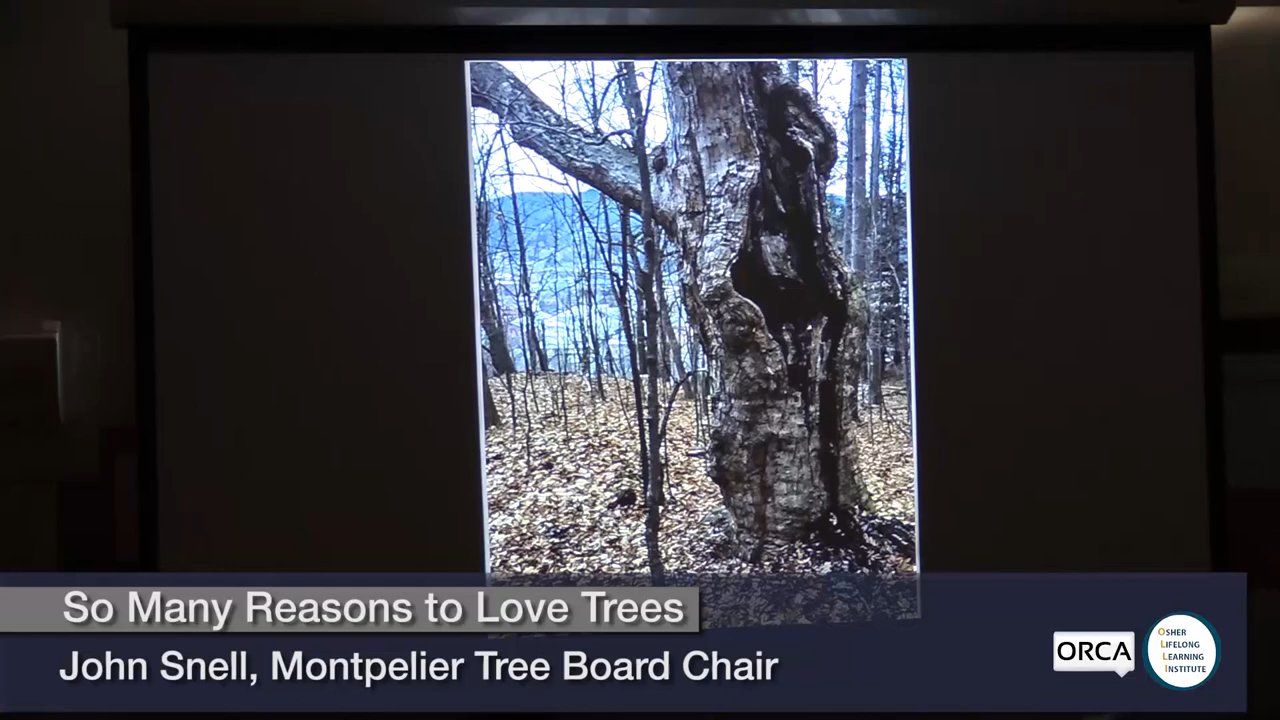 So Many Reasons to Love Trees
John Snell, Montpelier Tree Board Chair
ORCA
OSHER
LIFELONG
LEARNING
INSTITUTE